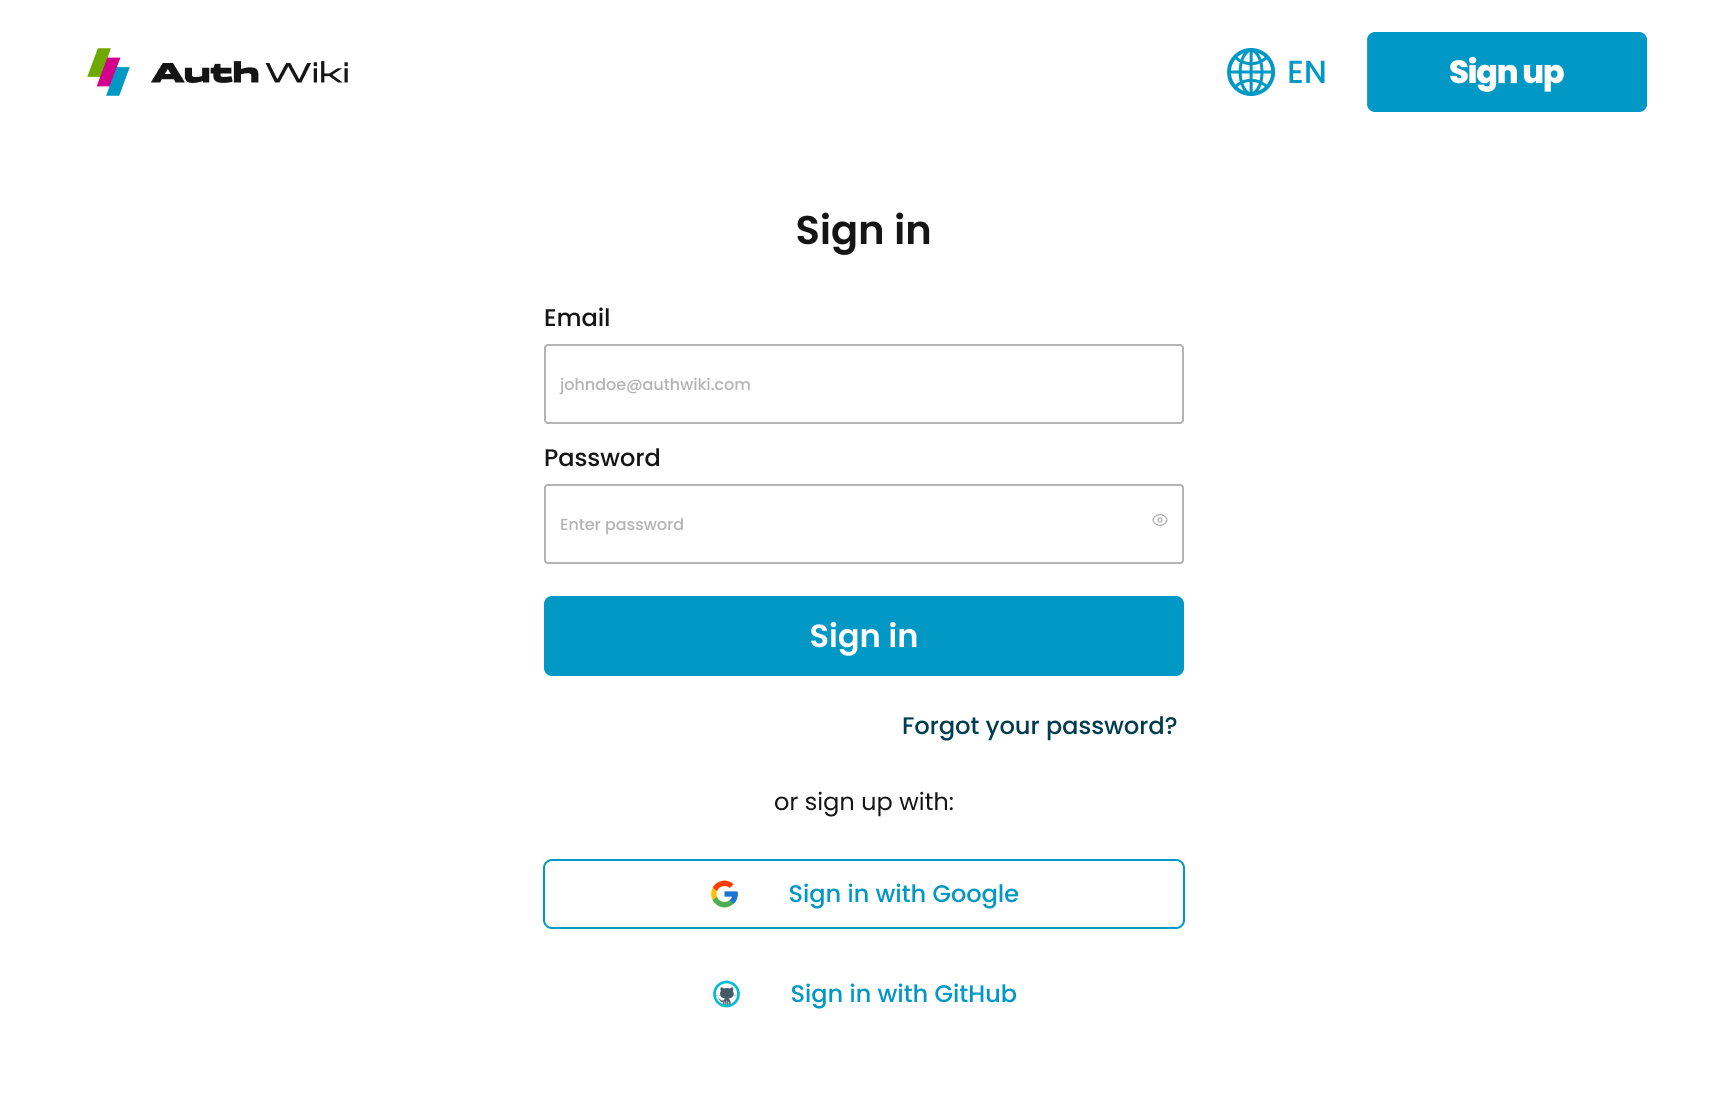 Auth Wiki
EN
Sign up
Sign in
Email
johndoe@authwiki.com
Password
Enter password
Sign in
Forgot your password?
or sign up with:
Sign in with Google
Sign in with GitHub